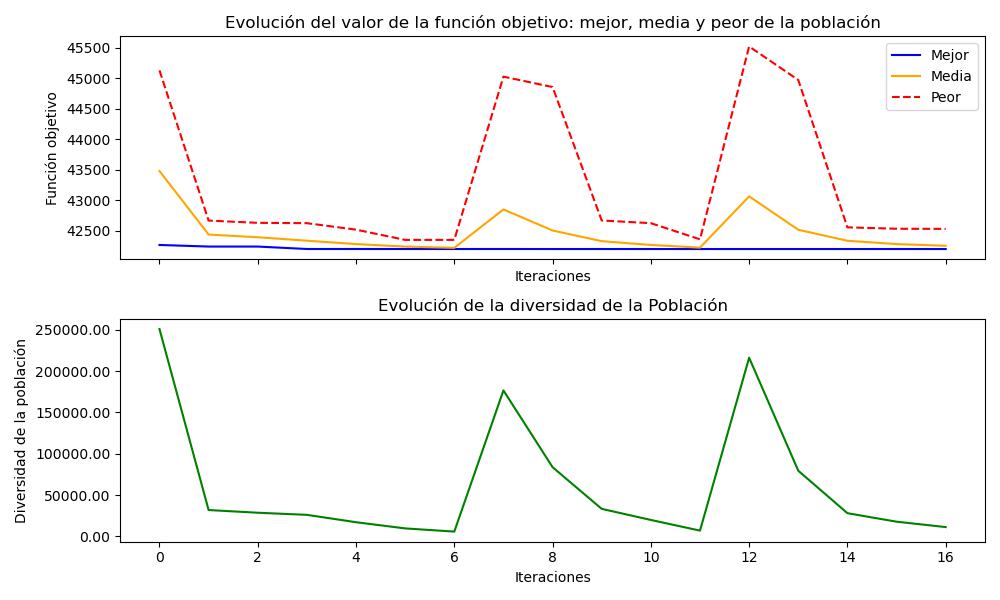 Evolución del valor de la función objetivo: mejor, media y peor de la población
Función objetivo
45500
45000
44500
44000
43500
43000
42500
Mejor
Media
Peor
Iteraciones
Evolución de la diversidad de la Población
Diversidad de la población
250000.00
200000.00
150000.00
100000.00
50000.00
0.00
0 2 4 6 8 10 12 14 16
Iteraciones